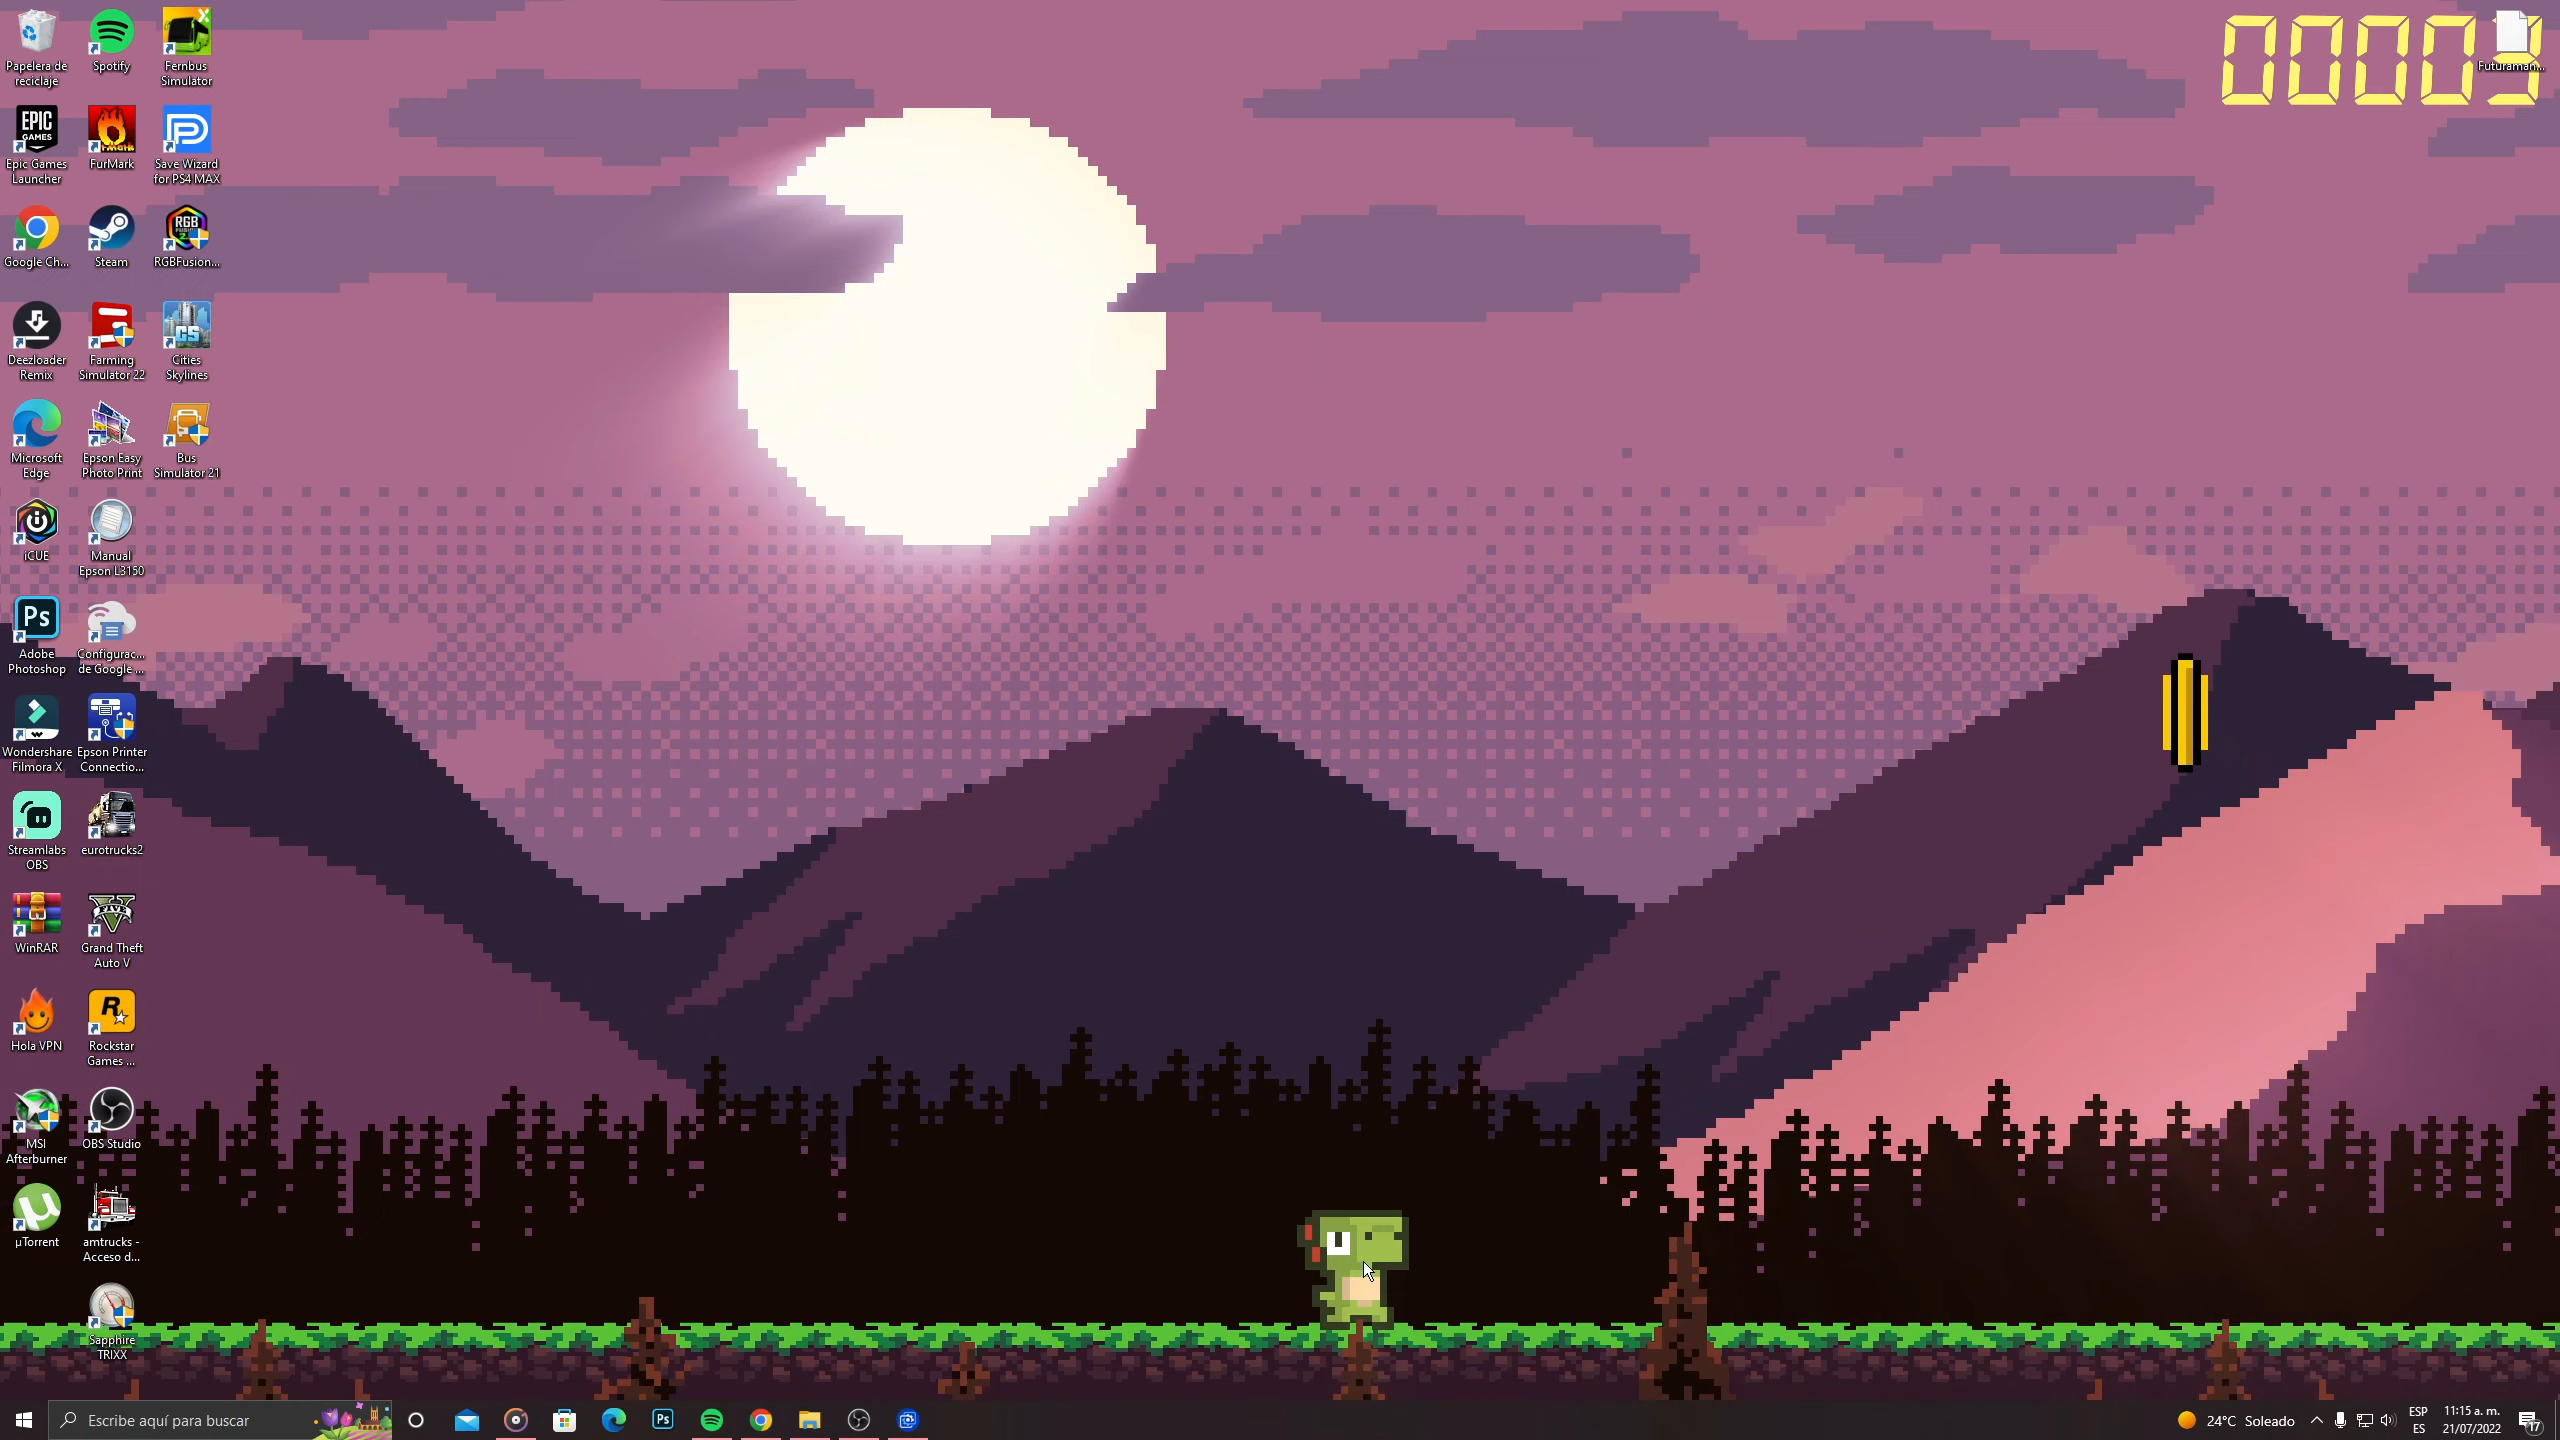 Papelera de
reciclaje
Spotify
Fernbus
Simulator
Epic Games
Launcher
FurMark
Save Wizard
for PS4 MAX
Google Ch...
Steam
RGBFusion...
Deezloader
Remix
Farming
Simulator 22
Cities
Skylines
Microsoft
Edge
Epson Easy
Photo Print
Bus
Simulator 21
iCUE
Manual
Epson L3150
Adobe
Photoshop
Configurac...
de Google ...
Wondershare
Filmora X
Epson Printer
Connectio...
Streamlabs
OBS
eurotrucks2
WinRAR
Grand Theft
Auto V
Hola VPN
Rockstar
Games ...
MSI
Afterburner
OBS Studio
µTorrent
amtrucks -
Acceso d...
Sapphire
TRIXX
EPIC
GAMES
CS
Ps
FIVE
R
00009
Futuraman...
Escribe aquí para buscar
Ps
24°C Soleado
ESP
ES
11:15 a. m.
21/07/2022
17